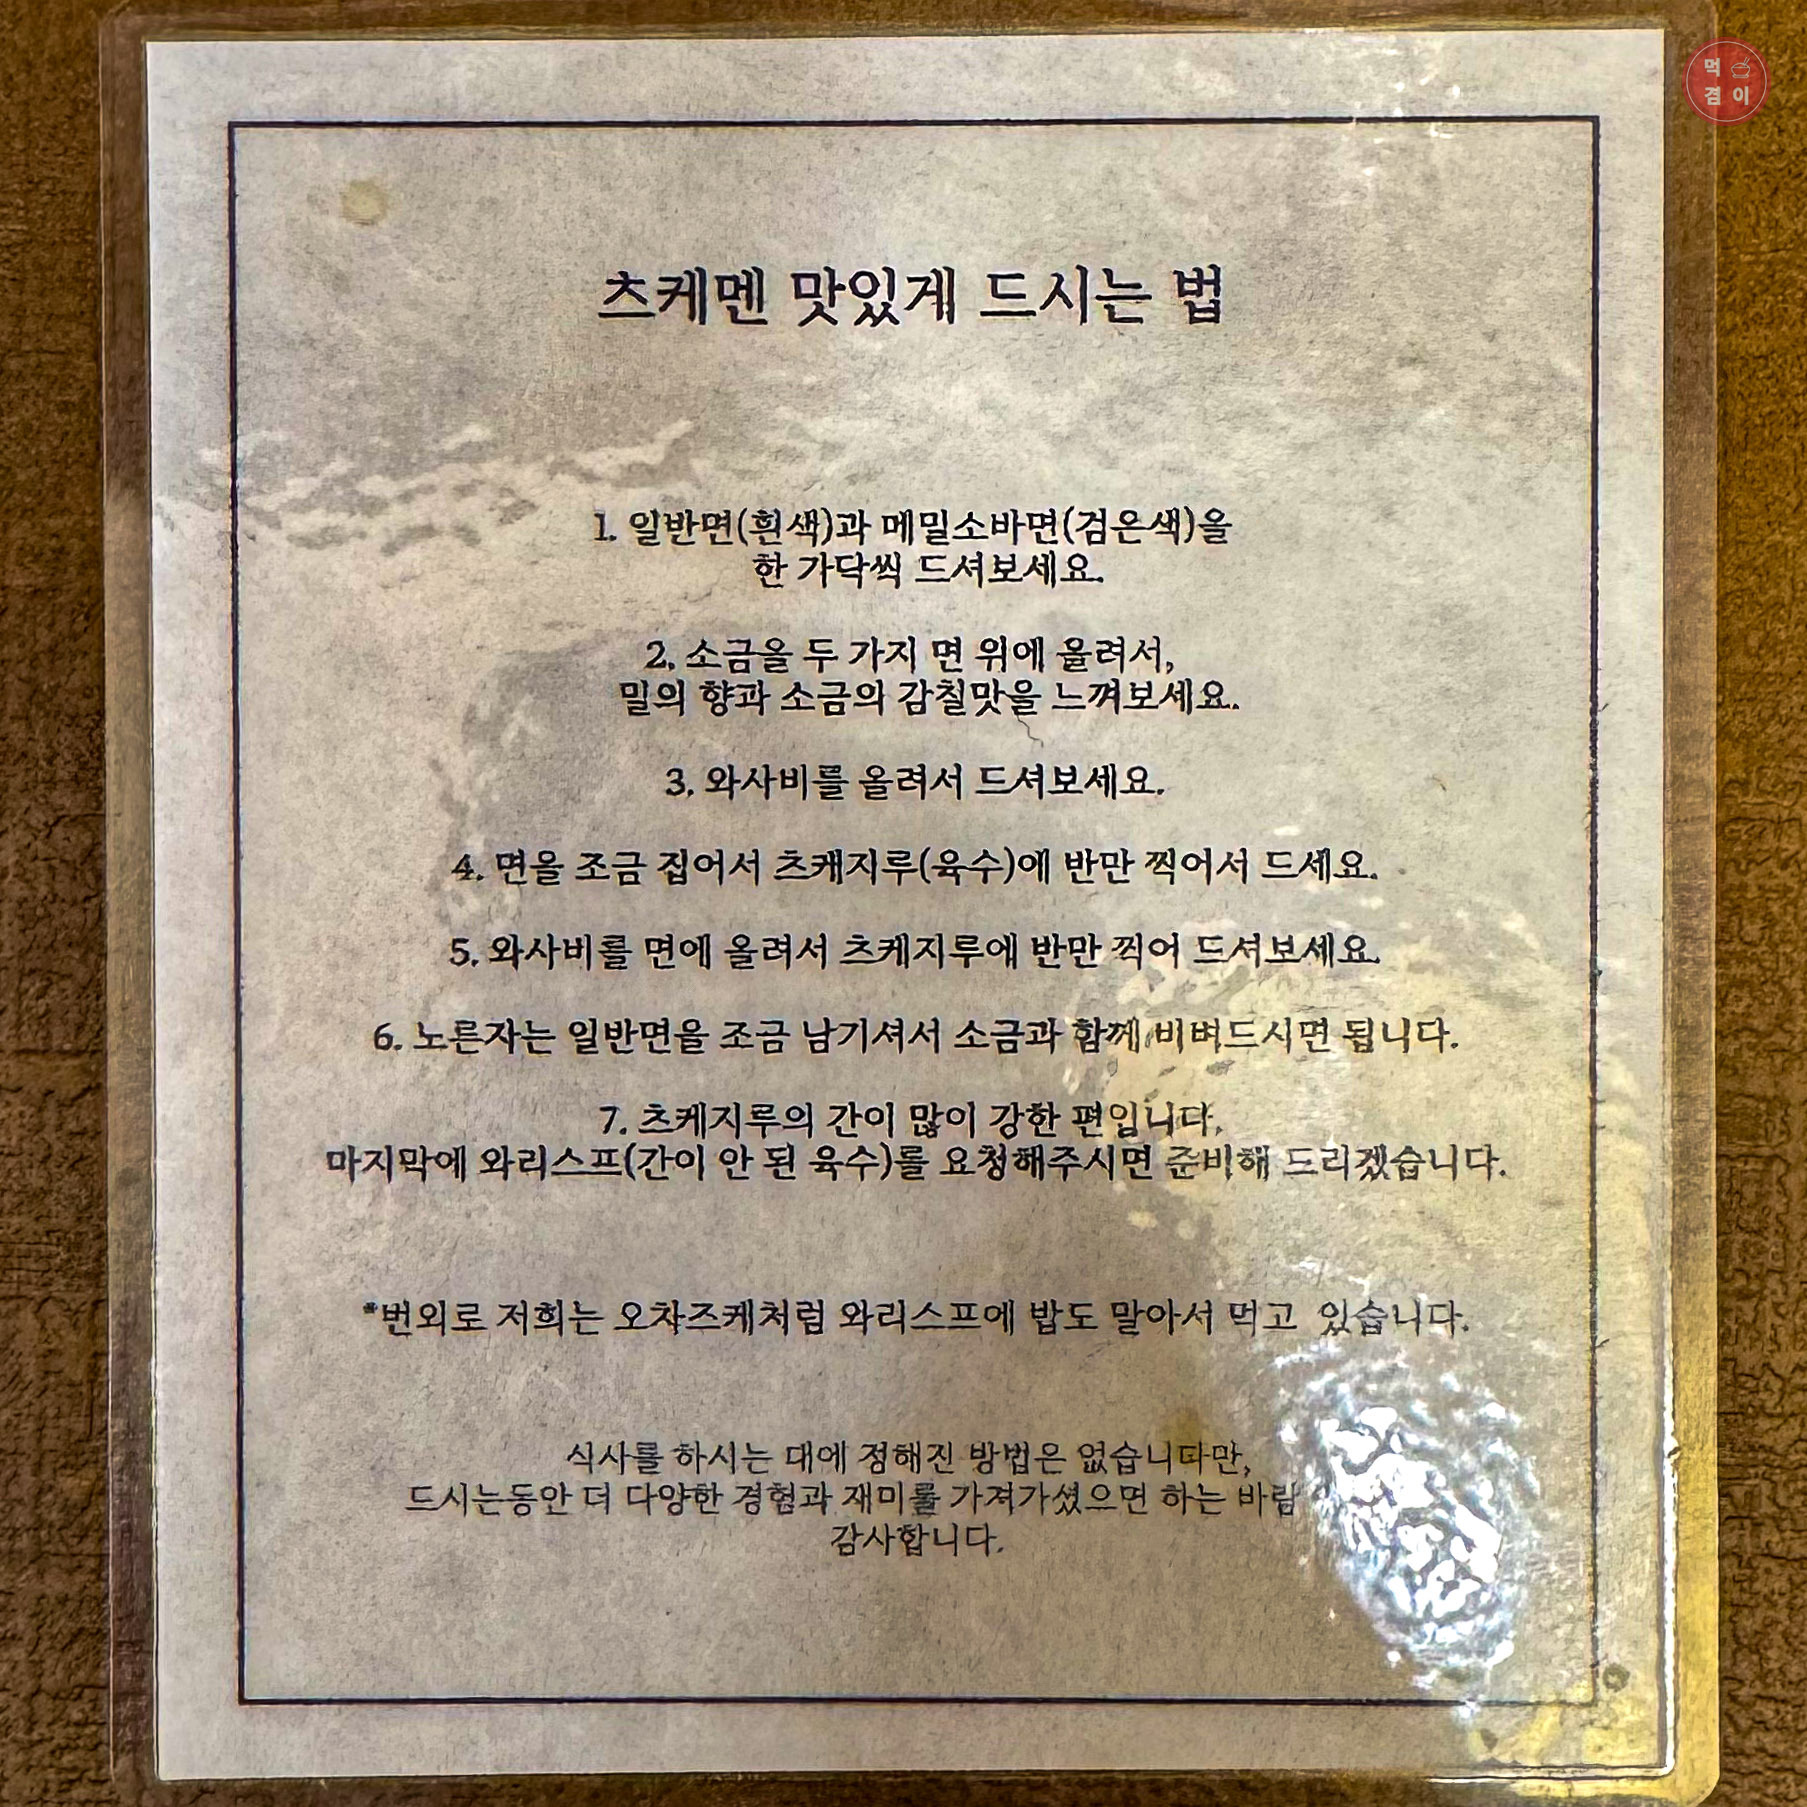 먹
겸이
츠케멘 맛있게 드시는 법
1. 일반면(흰색)과 메밀소바면(검은색)을
한 가닥씩 드셔보세요.
2. 소금을 두 가지 면 위에 올려서,
밀의 향과 소금의 감칠맛을 느껴보세요.
3. 와사비를 올려서 드셔보세요.
4. 면을 조금 집어서 츠케지루(육수)에 반만 찍어서 드세요.
5. 와사비를 면에 올려서 츠케지루에 반만 찍어 드셔보세요.
6. 노른자는 일반면을 조금 남기셔서 소금과 함께 비벼드시면 됩니다.
7. 츠케지루의 간이 많이 강한 편입니다.
마지막에 와리스프(간이 안 된 육수)를 요청해주시면 준비해 드리겠습니다.
*번외로 저희는 오차즈케처럼 와리스프에 밥도 말아서 먹고 있습니다.
식사를 하시는 대에 정해진 방법은 없습니다만,
드시는동안 더 다양한 경험과 재미를 가져가셨으면 하는 바람
감사합니다.